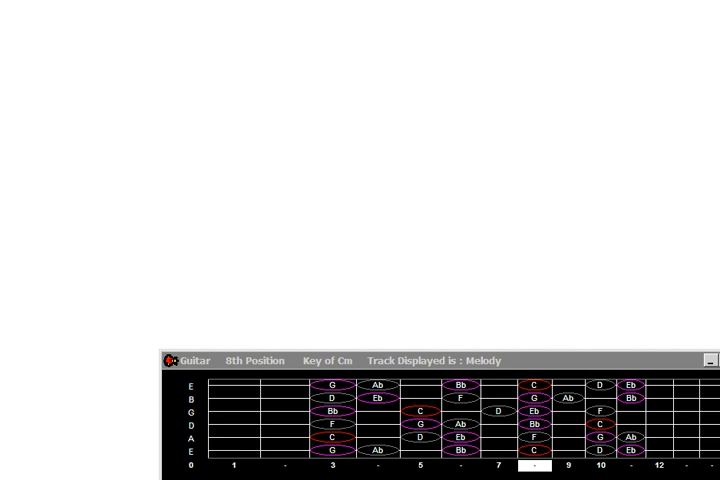 Guitar 8th Position Key of Cm Track Displayed is : Melody
E G Ab Bb C D Eb
B D Eb F G Ab Bb
G Bb C D Eb F
D F G Ab Bb C
A C D Eb F G Ab
E G Ab Bb C D Eb
0 1 - 3 - 5 - 7 - 9 10 - 12 - -